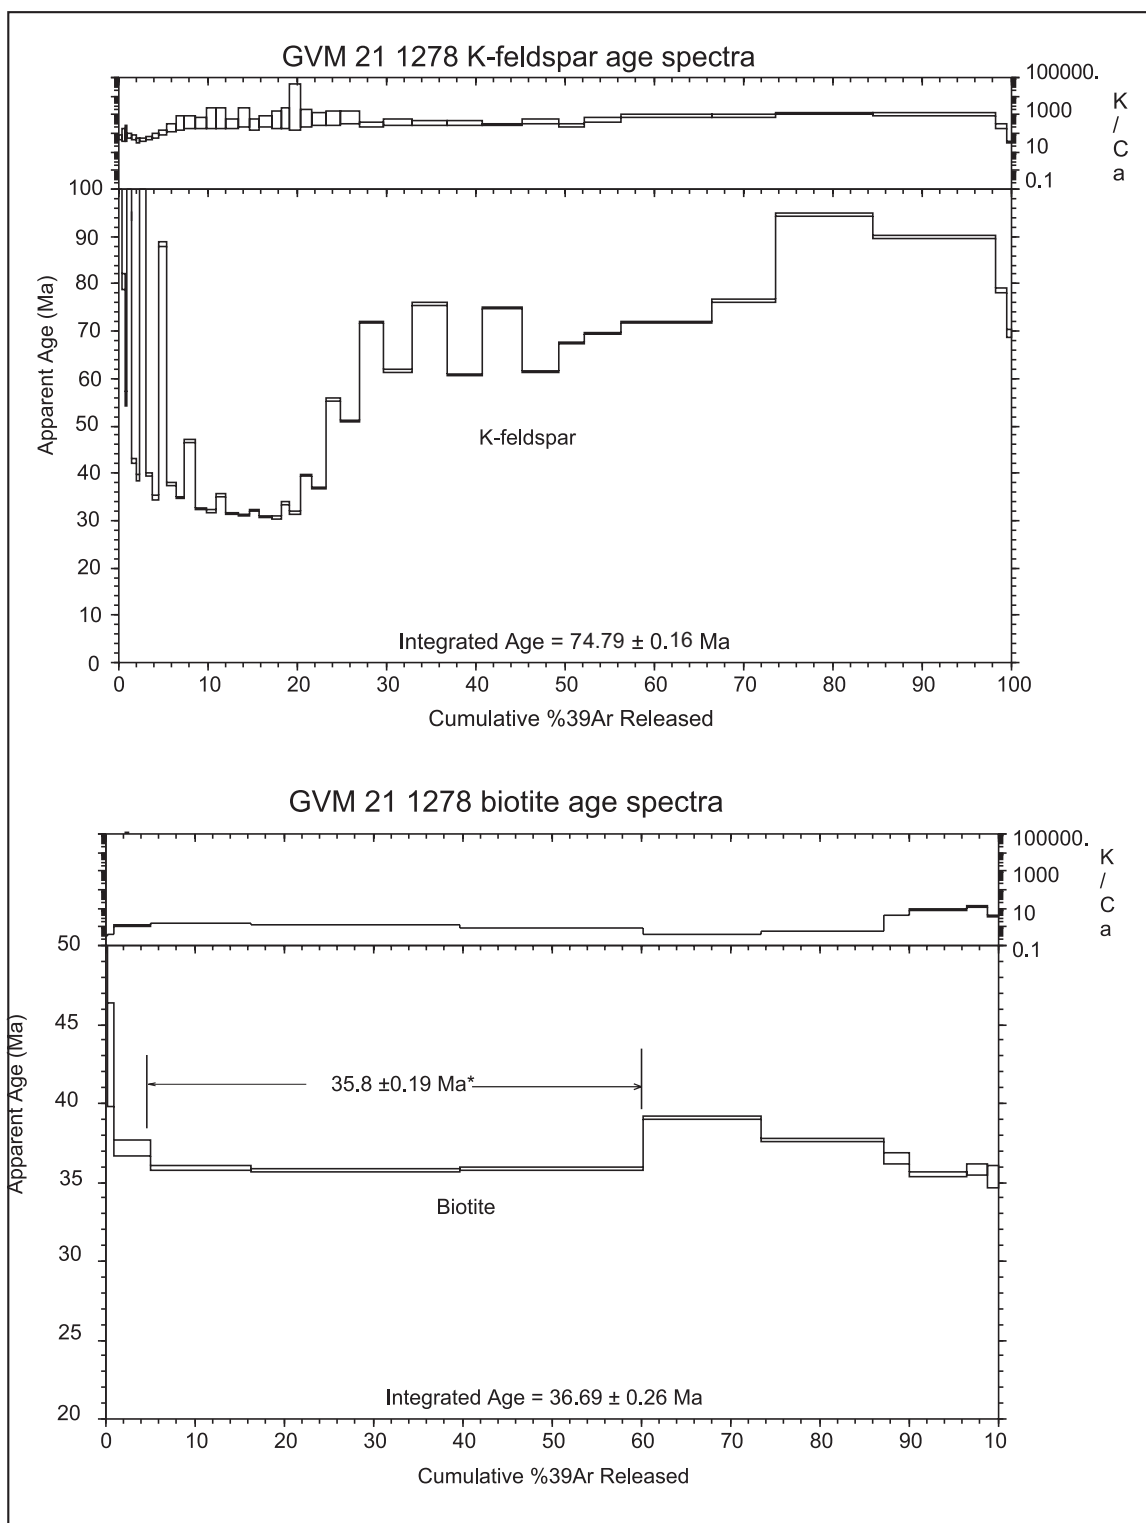 GVM 21 1278 K-feldspar age spectra
100000.
1000
10
0.1
K
/
C
a
100
90
80
70
60
50
40
30
20
10
0
Apparent Age (Ma)
K-feldspar
Integrated Age = 74.79 ± 0.16 Ma
0 10 20 30 40 50 60 70 80 90 100
Cumulative %39Ar Released
GVM 21 1278 biotite age spectra
100000.
1000
10
0.1
K
/
C
a
50
45
40
35
30
25
20
Apparent Age (Ma)
35.8 ±0.19 Ma*
Biotite
Integrated Age = 36.69 ± 0.26 Ma
0 10 20 30 40 50 60 70 80 90 10
Cumulative %39Ar Released